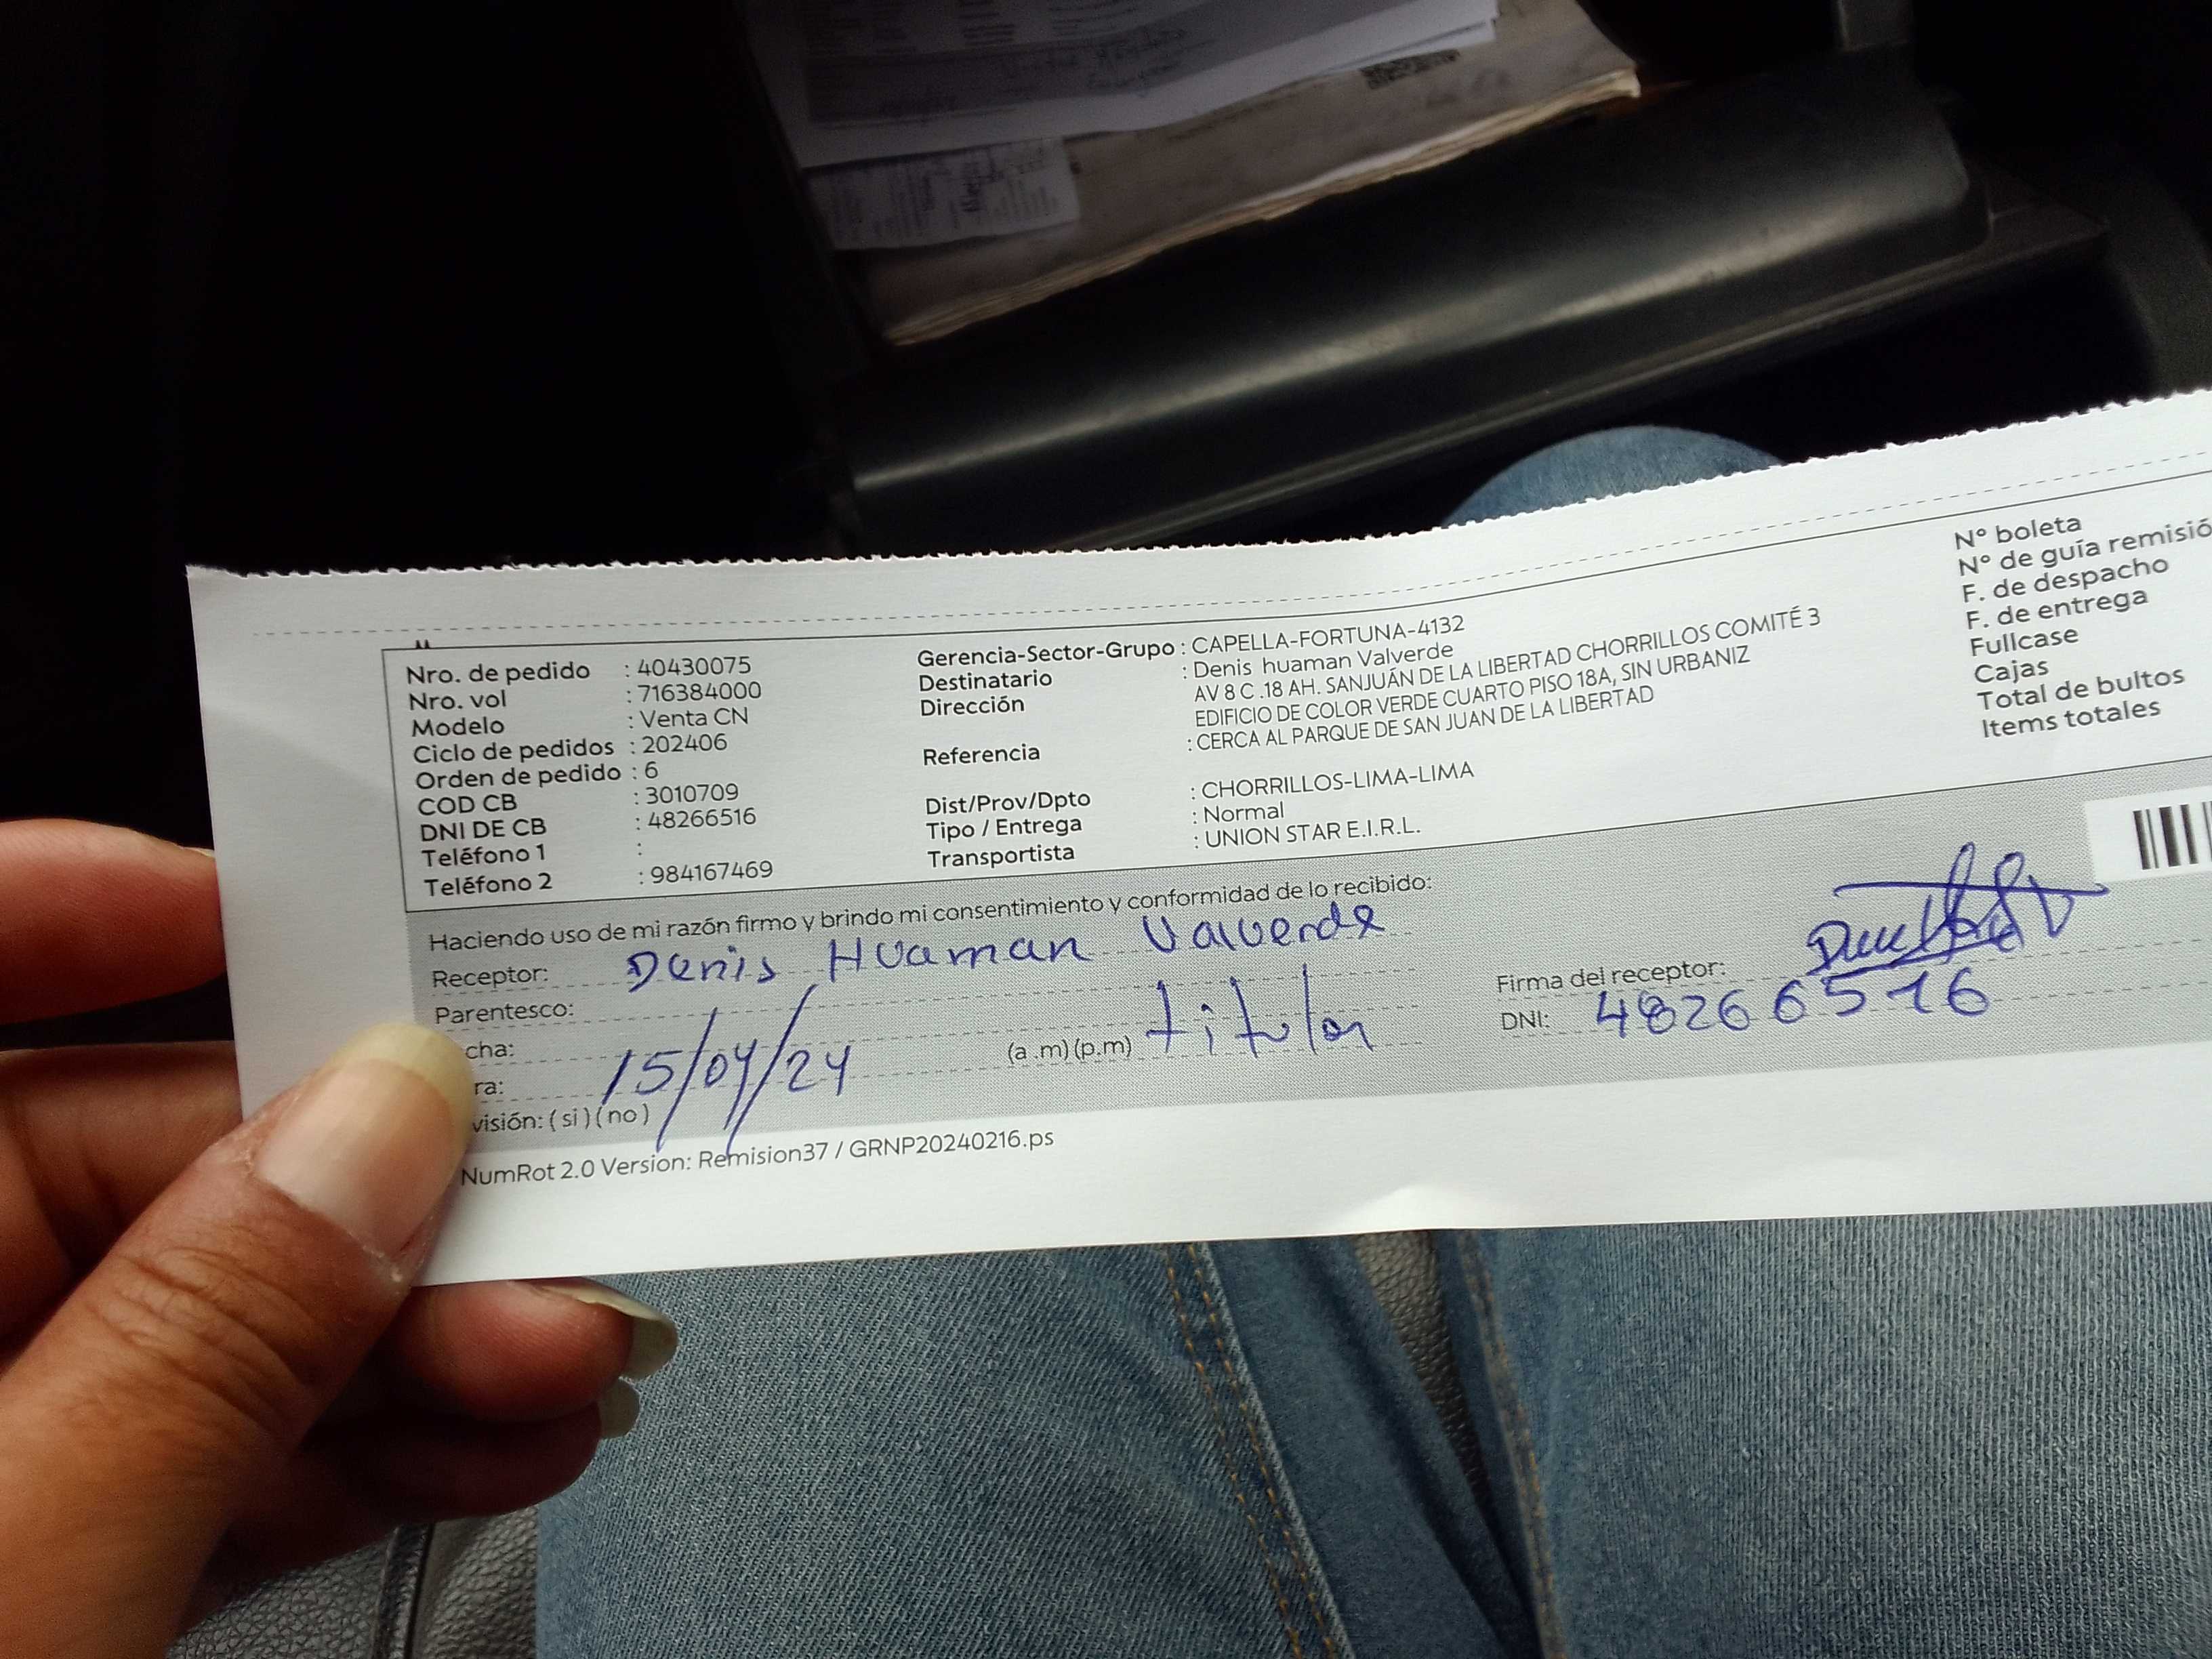 Nro. de pedido : 40430075
Nro. vol : 716384000
Modelo : Venta CN
Ciclo de pedidos : 202406
Orden de pedido : 6
COD CB : 3010709
DNI DE CB : 48266516
Teléfono 1 :
Teléfono 2 : 984167469
Gerencia-Sector-Grupo : CAPELLA-FORTUNA-4132
Destinatario : Denis huaman Valverde
Dirección AV 8 C .18 AH. SANJUÁN DE LA LIBERTAD CHORRILLOS COMITÉ 3
EDIFICIO DE COLOR VERDE CUARTO PISO 18A, SIN URBANIZ
Referencia : CERCA AL PARQUE DE SAN JUAN DE LA LIBERTAD
Dist/Prov/Dpto : CHORRILLOS-LIMA-LIMA
Tipo / Entrega : Normal
Transportista : UNION STAR E.I.R.L.
N° boleta
N° de guía remisió
F. de despacho
F. de entrega
Fullcase
Cajas
Total de bultos
Items totales
Haciendo uso de mi razón firmo y brindo mi consentimiento y conformidad de lo recibido:
Receptor: Denis Huaman Valverde
Parentesco:
cha:
ra: 15/04/24 (a .m) (p.m) titular
visión: ( si ) ( no )
Firma del receptor:
DNI: 48266516
NumRot 2.0 Version: Remision37 / GRNP20240216.ps